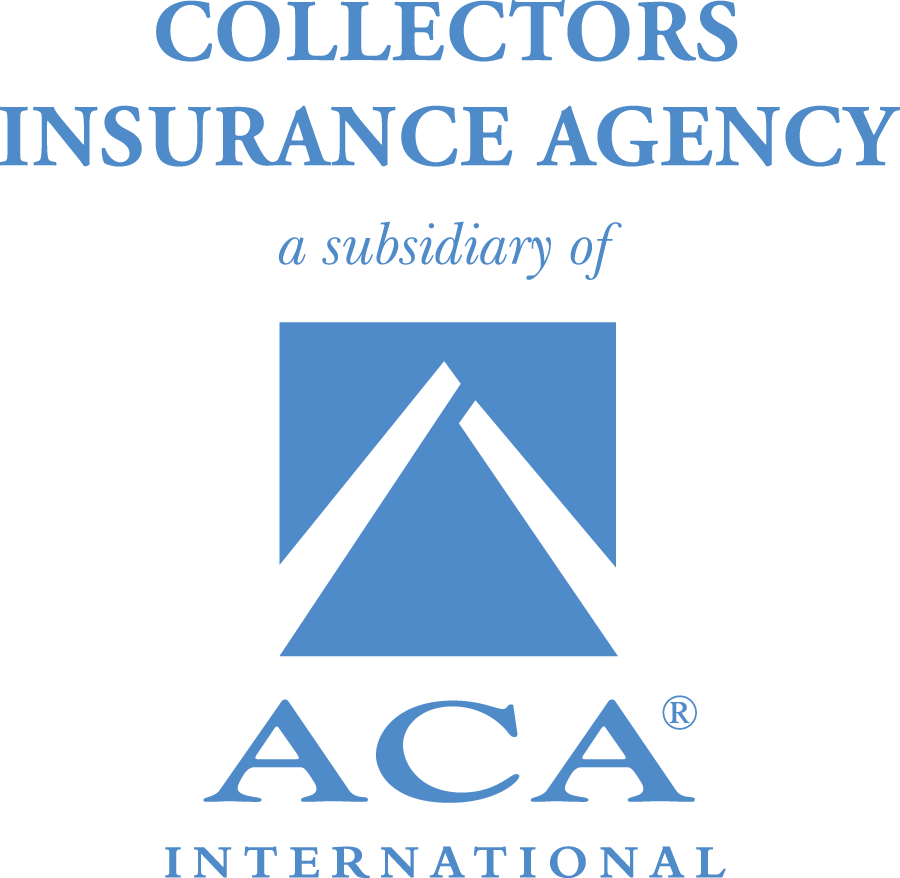 COLLECTORS
INSURANCE AGENCY
a subsidiary of
ACA®
INTERNATIONAL